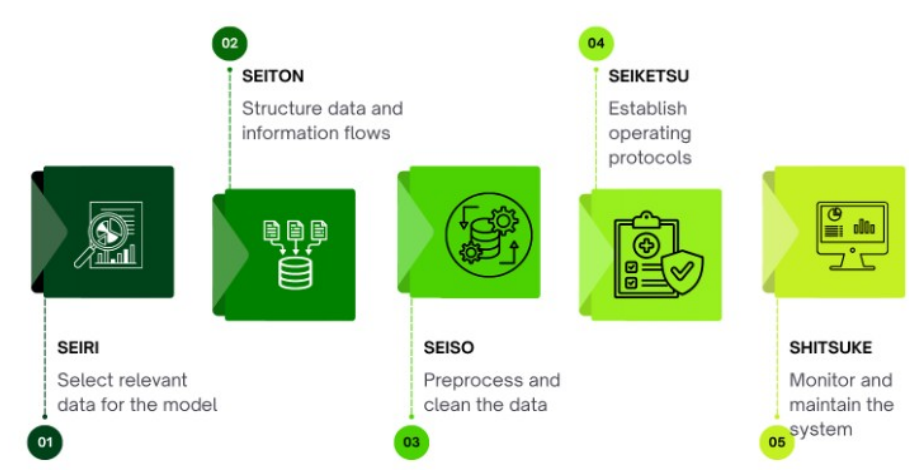 01
SEIRI
Select relevant
data for the model
02
SEITON
Structure data and
information flows
03
SEISO
Preprocess and
clean the data
04
SEIKETSU
Establish
operating
protocols
05
SHITSUKE
Monitor and
maintain the
system